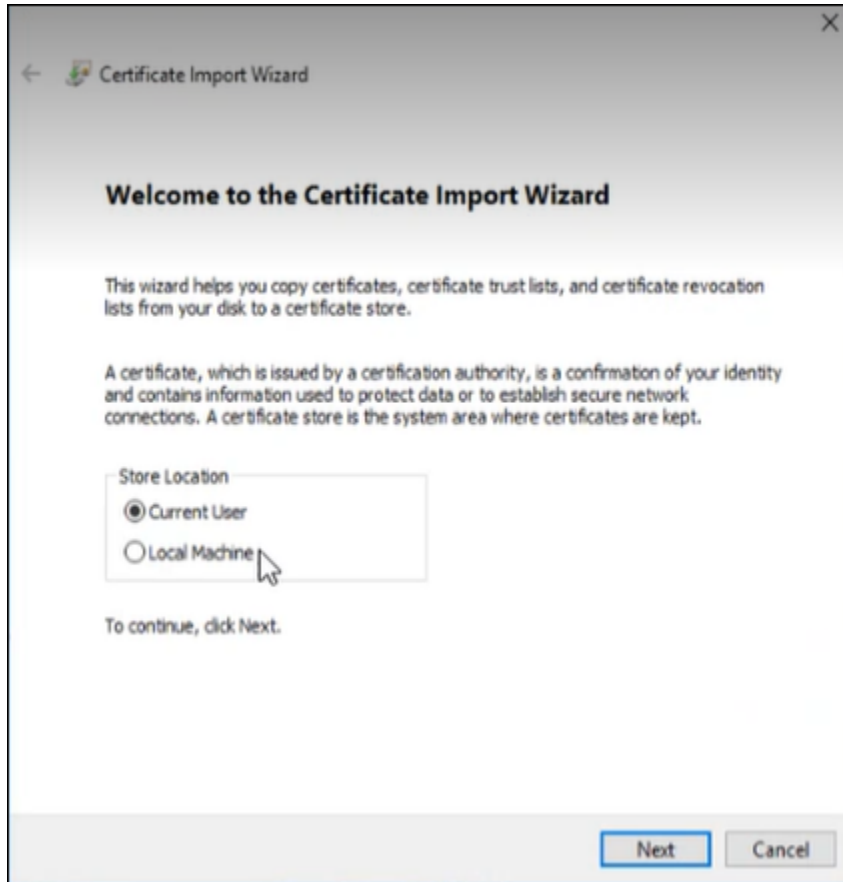 Certificate Import Wizard
Welcome to the Certificate Import Wizard
This wizard helps you copy certificates, certificate trust lists, and certificate revocation
lists from your disk to a certificate store.
A certificate, which is issued by a certification authority, is a confirmation of your identity
and contains information used to protect data or to establish secure network
connections. A certificate store is the system area where certificates are kept.
Store Location
Current User
Local Machine
To continue, click Next.
Next
Cancel